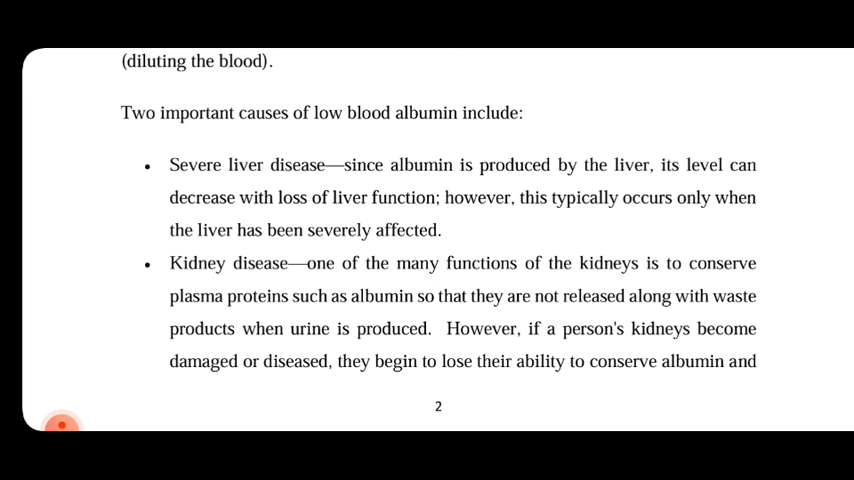 (diluting the blood).
Two important causes of low blood albumin include:
• Severe liver disease—since albumin is produced by the liver, its level can
decrease with loss of liver function; however, this typically occurs only when
the liver has been severely affected.
• Kidney disease—one of the many functions of the kidneys is to conserve
plasma proteins such as albumin so that they are not released along with waste
products when urine is produced. However, if a person's kidneys become
damaged or diseased, they begin to lose their ability to conserve albumin and
2